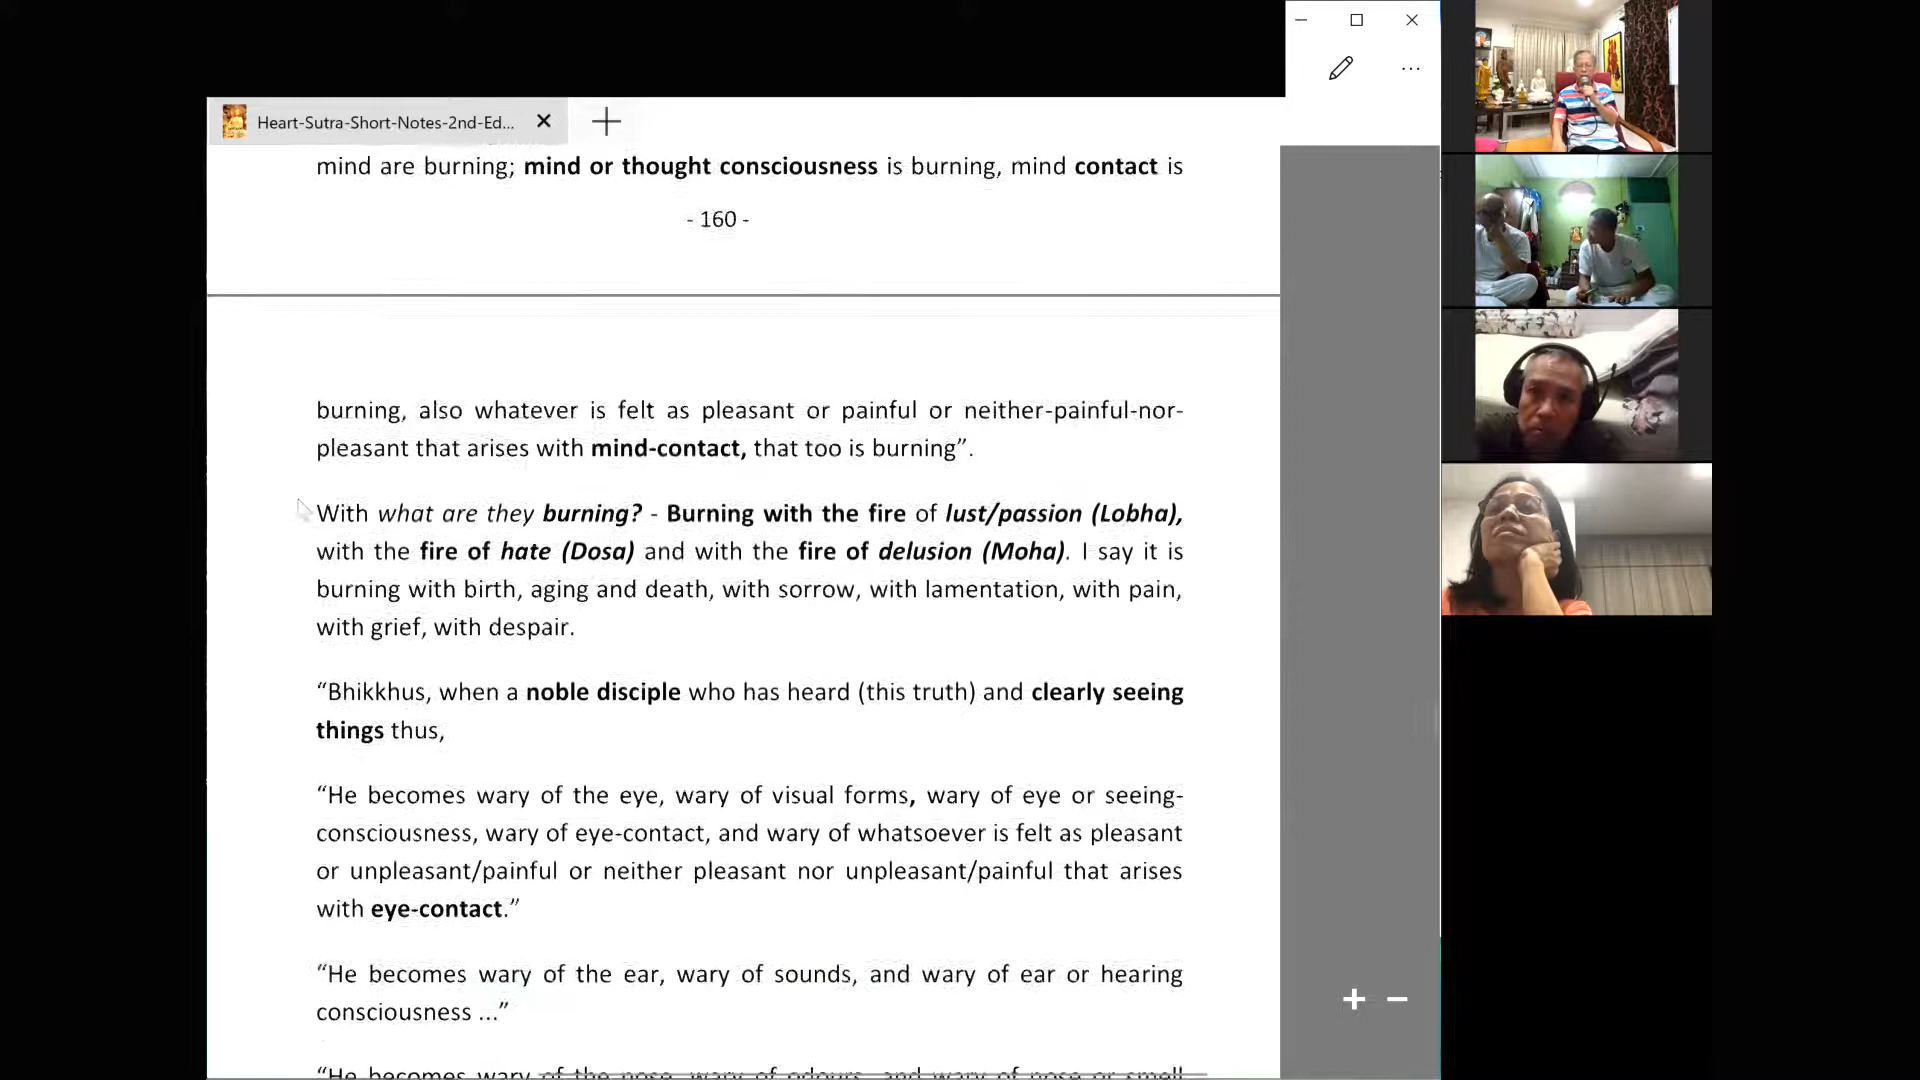 Heart-Sutra-Short-Notes-2nd-Ed...
mind are burning; mind or thought consciousness is burning, mind contact is
- 160 -
burning, also whatever is felt as pleasant or painful or neither-painful-nor-
pleasant that arises with mind-contact, that too is burning”.
With what are they burning? - Burning with the fire of lust/passion (Lobha),
with the fire of hate (Dosa) and with the fire of delusion (Moha). I say it is
burning with birth, aging and death, with sorrow, with lamentation, with pain,
with grief, with despair.
“Bhikkhus, when a noble disciple who has heard (this truth) and clearly seeing
things thus,
“He becomes wary of the eye, wary of visual forms, wary of eye or seeing-
consciousness, wary of eye-contact, and wary of whatsoever is felt as pleasant
or unpleasant/painful or neither pleasant nor unpleasant/painful that arises
with eye-contact.”
“He becomes wary of the ear, wary of sounds, and wary of ear or hearing
consciousness ...”
“He becomes wary of the nose, wary of odours, and wary of nose or smell